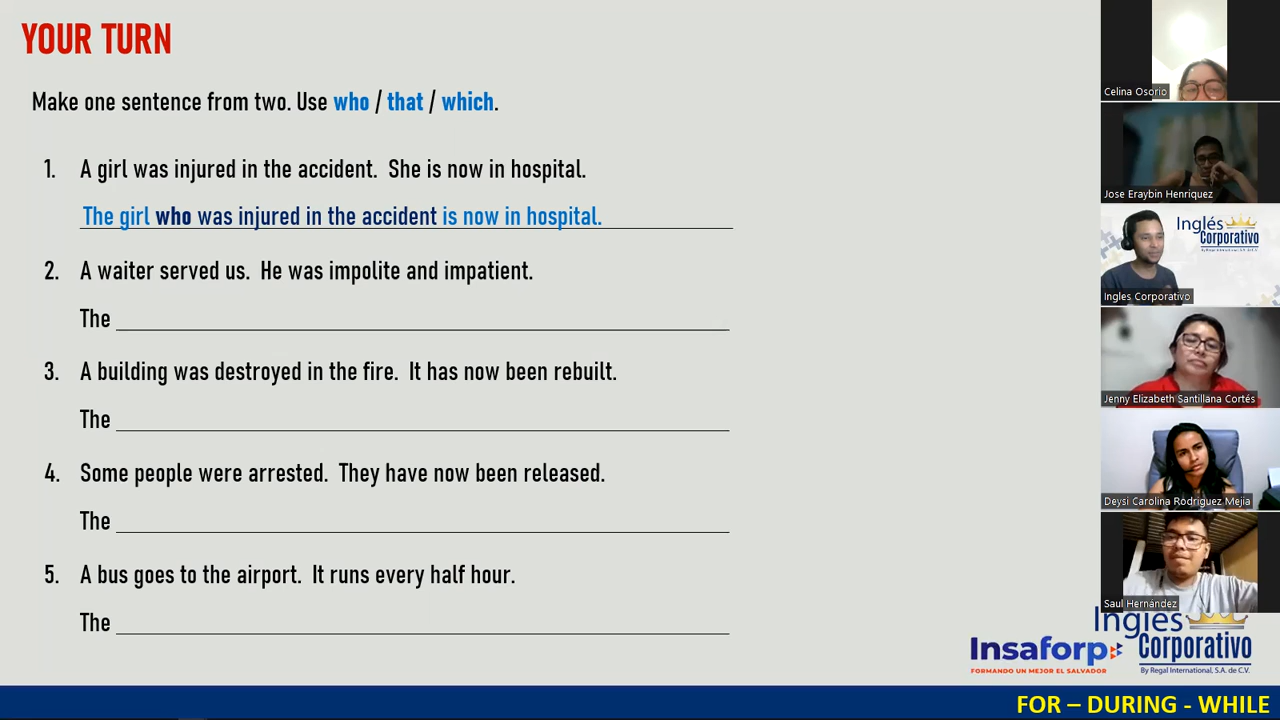 YOUR TURN
Make one sentence from two. Use who / that / which.
1. A girl was injured in the accident. She is now in hospital.
The girl who was injured in the accident is now in hospital.
2. A waiter served us. He was impolite and impatient.
The
3. A building was destroyed in the fire. It has now been rebuilt.
The
4. Some people were arrested. They have now been released.
The
5. A bus goes to the airport. It runs every half hour.
The
Celina Osorio
Jose Eraybin Henriquez
Inglés
Corporativo
Ingles Corporativo
Jenny Elizabeth Santillana Cortés
Deysi Carolina Rodriguez Mejia
Saul Hernández
Insaforp
FORMANDO UN MEJOR EL SALVADOR
Inglés
Corporativo
By Regal International, S.A. de C.V.
FOR – DURING - WHILE